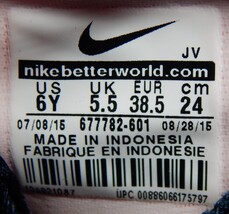 JV
nikebetterworld.com
US UK EUR cm
6Y 5.5 38.5 24
07/08/15 677782-601 08/28/15
MADE IN INDONESIA
FABRIQUE EN INDONESIE
UPC 00886066175797